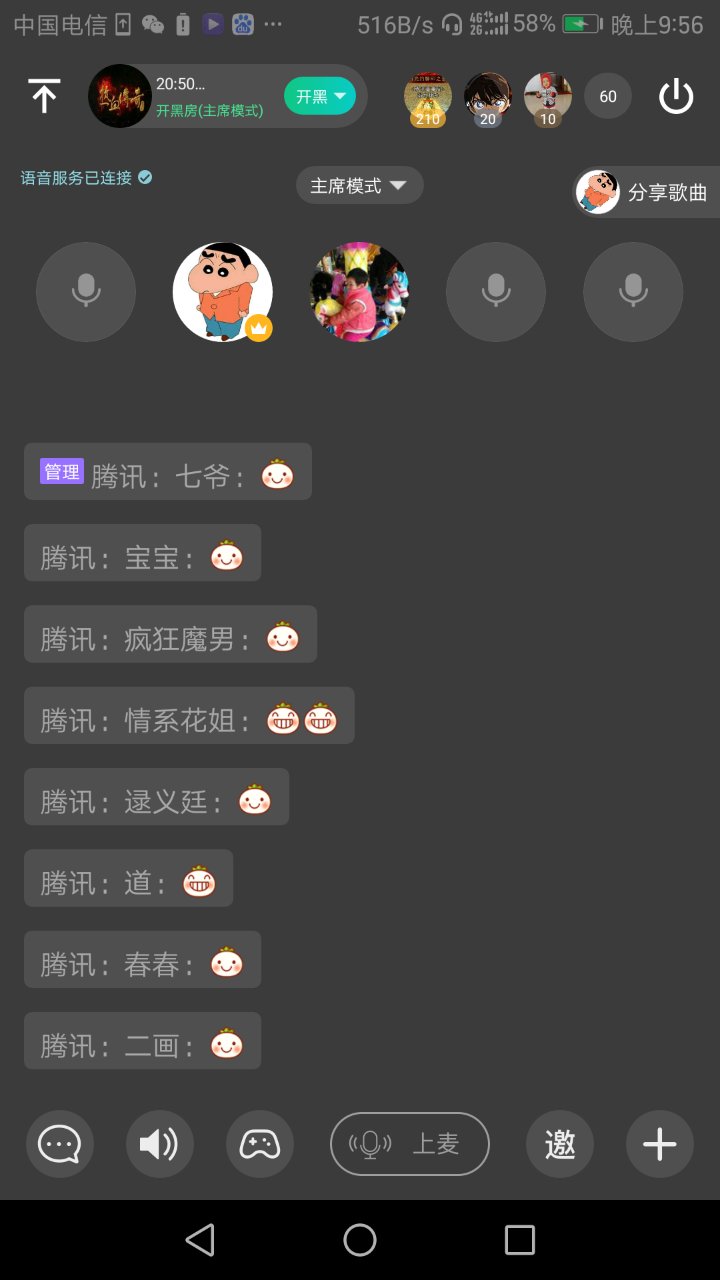 中国电信 516B/s 4G 2G 58% 晚上9:56
20:50...
开黑房(主席模式)
开黑
210 20 10 60
语音服务已连接
主席模式
分享歌曲
管理 腾讯: 七爷:
腾讯: 宝宝:
腾讯: 疯狂魔男:
腾讯: 情系花姐:
腾讯: 逯义廷:
腾讯: 道:
腾讯: 春春:
腾讯: 二画:
上麦 邀